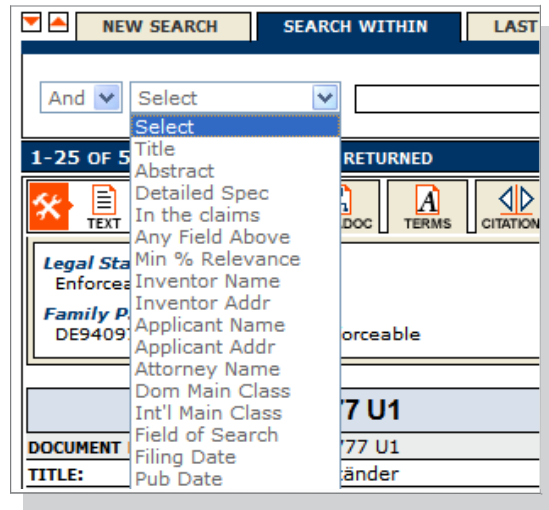 NEW SEARCH SEARCH WITHIN LAST
And Select
Select
Title
1-25 OF 5 RETURNED
Abstract
Detailed Spec
In the claims
TEXT DOC TERMS CITATION
Any Field Above
Min % Relevance
Legal Sta
Enforcea
Inventor Name
Inventor Addr
Family P
Applicant Name
DE9409 orceable
Applicant Addr
Attorney Name
Dom Main Class
Int'l Main Class
77 U1
Field of Search
DOCUMENT 777 U1
Filing Date
TITLE: tänder
Pub Date